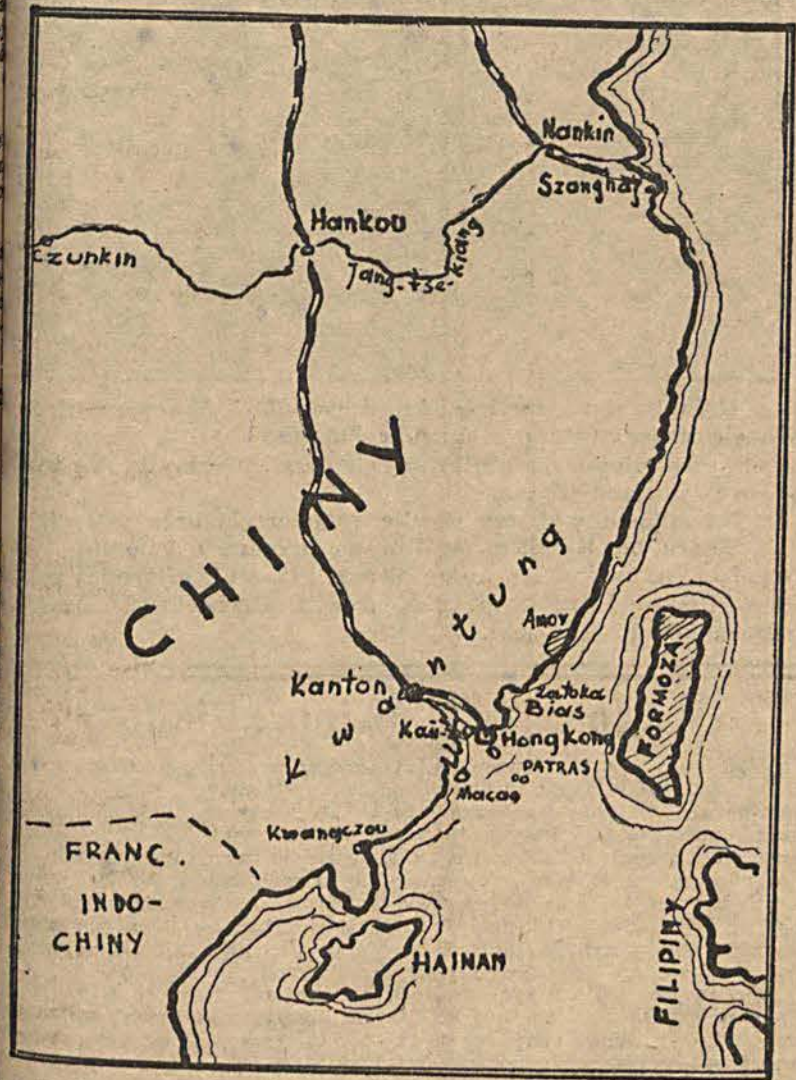 Nankin
Szanghaj
Hankou
Czunkin
Jang-tse-kiang
CHINY
Kwantung
Amoy
Kanton
Zatoka
Bias
Hongkong
PATRAS
Macao
FORMOZA
Kwangczou
FRANC.
INDO-
CHINY
HAINAN
FILIPINY